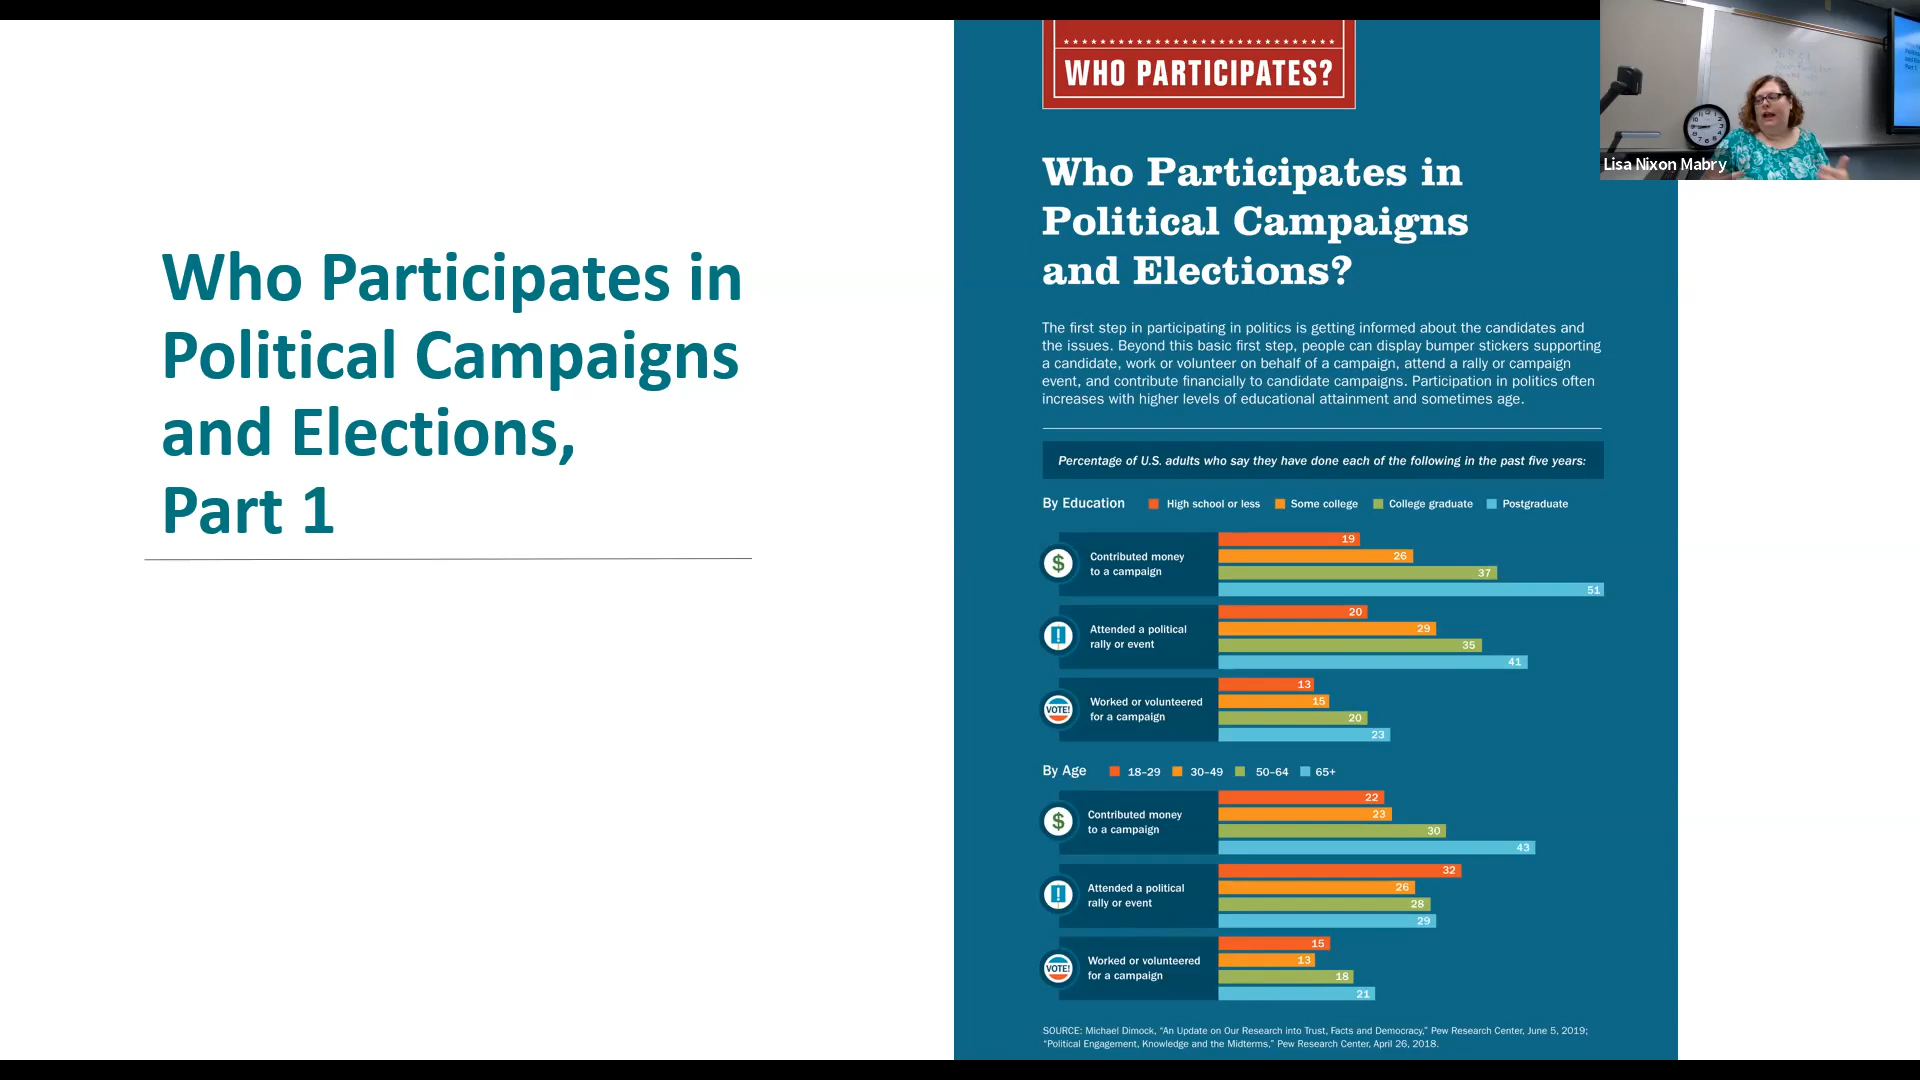 Who Participates in
Political Campaigns
and Elections,
Part 1
WHO PARTICIPATES?
Who Participates in
Political Campaigns
and Elections?
The first step in participating in politics is getting informed about the candidates and
the issues. Beyond this basic first step, people can display bumper stickers supporting
a candidate, work or volunteer on behalf of a campaign, attend a rally or campaign
event, and contribute financially to candidate campaigns. Participation in politics often
increases with higher levels of educational attainment and sometimes age.
Percentage of U.S. adults who say they have done each of the following in the past five years:
By Education High school or less Some college College graduate Postgraduate
$
Contributed money
to a campaign
19
26
37
51
!
Attended a political
rally or event
20
29
35
41
VOTE!
Worked or volunteered
for a campaign
13
15
20
23
By Age 18–29 30–49 50–64 65+
$
Contributed money
to a campaign
22
23
30
43
!
Attended a political
rally or event
32
26
28
29
VOTE!
Worked or volunteered
for a campaign
15
13
18
21
SOURCE: Michael Dimock, “An Update on Our Research into Trust, Facts and Democracy,” Pew Research Center, June 5, 2019;
“Political Engagement, Knowledge and the Midterms,” Pew Research Center, April 26, 2018.
Lisa Nixon Mabry